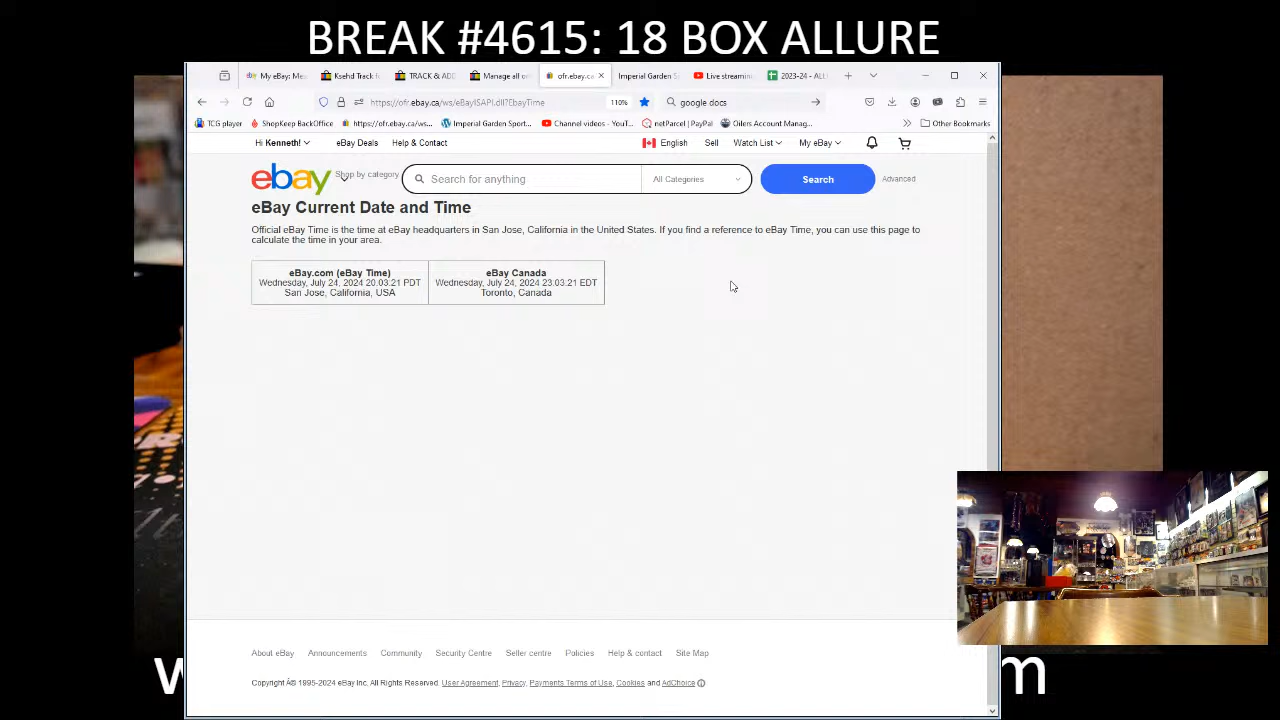 BREAK #4615: 18 BOX ALLURE
My eBay: Mes
Ksehd Track f
TRACK & ADD
Manage all or
ofr.ebay.ca
Imperial Garden S
Live streamin
2023-24 - ALL
https://ofr.ebay.ca/ws/eBayISAPI.dll?EbayTime
110%
google docs
TCG player
ShopKeep BackOffice
https://ofr.ebay.ca/ws...
Imperial Garden Sport...
Channel videos - YouT...
netParcel | PayPal
Oilers Account Manag...
Other Bookmarks
Hi Kenneth!
eBay Deals
Help & Contact
English
Sell
Watch List
My eBay
ebay
Shop by category
Search for anything
All Categories
Search
Advanced
eBay Current Date and Time
Official eBay Time is the time at eBay headquarters in San Jose, California in the United States. If you find a reference to eBay Time, you can use this page to
calculate the time in your area.
eBay.com (eBay Time)
Wednesday, July 24, 2024 20:03:21 PDT
San Jose, California, USA
eBay Canada
Wednesday, July 24, 2024 23:03:21 EDT
Toronto, Canada
About eBay
Announcements
Community
Security Centre
Seller centre
Policies
Help & contact
Site Map
w
m
Copyright Â© 1995-2024 eBay Inc. All Rights Reserved. User Agreement, Privacy, Payments Terms of Use, Cookies and AdChoice